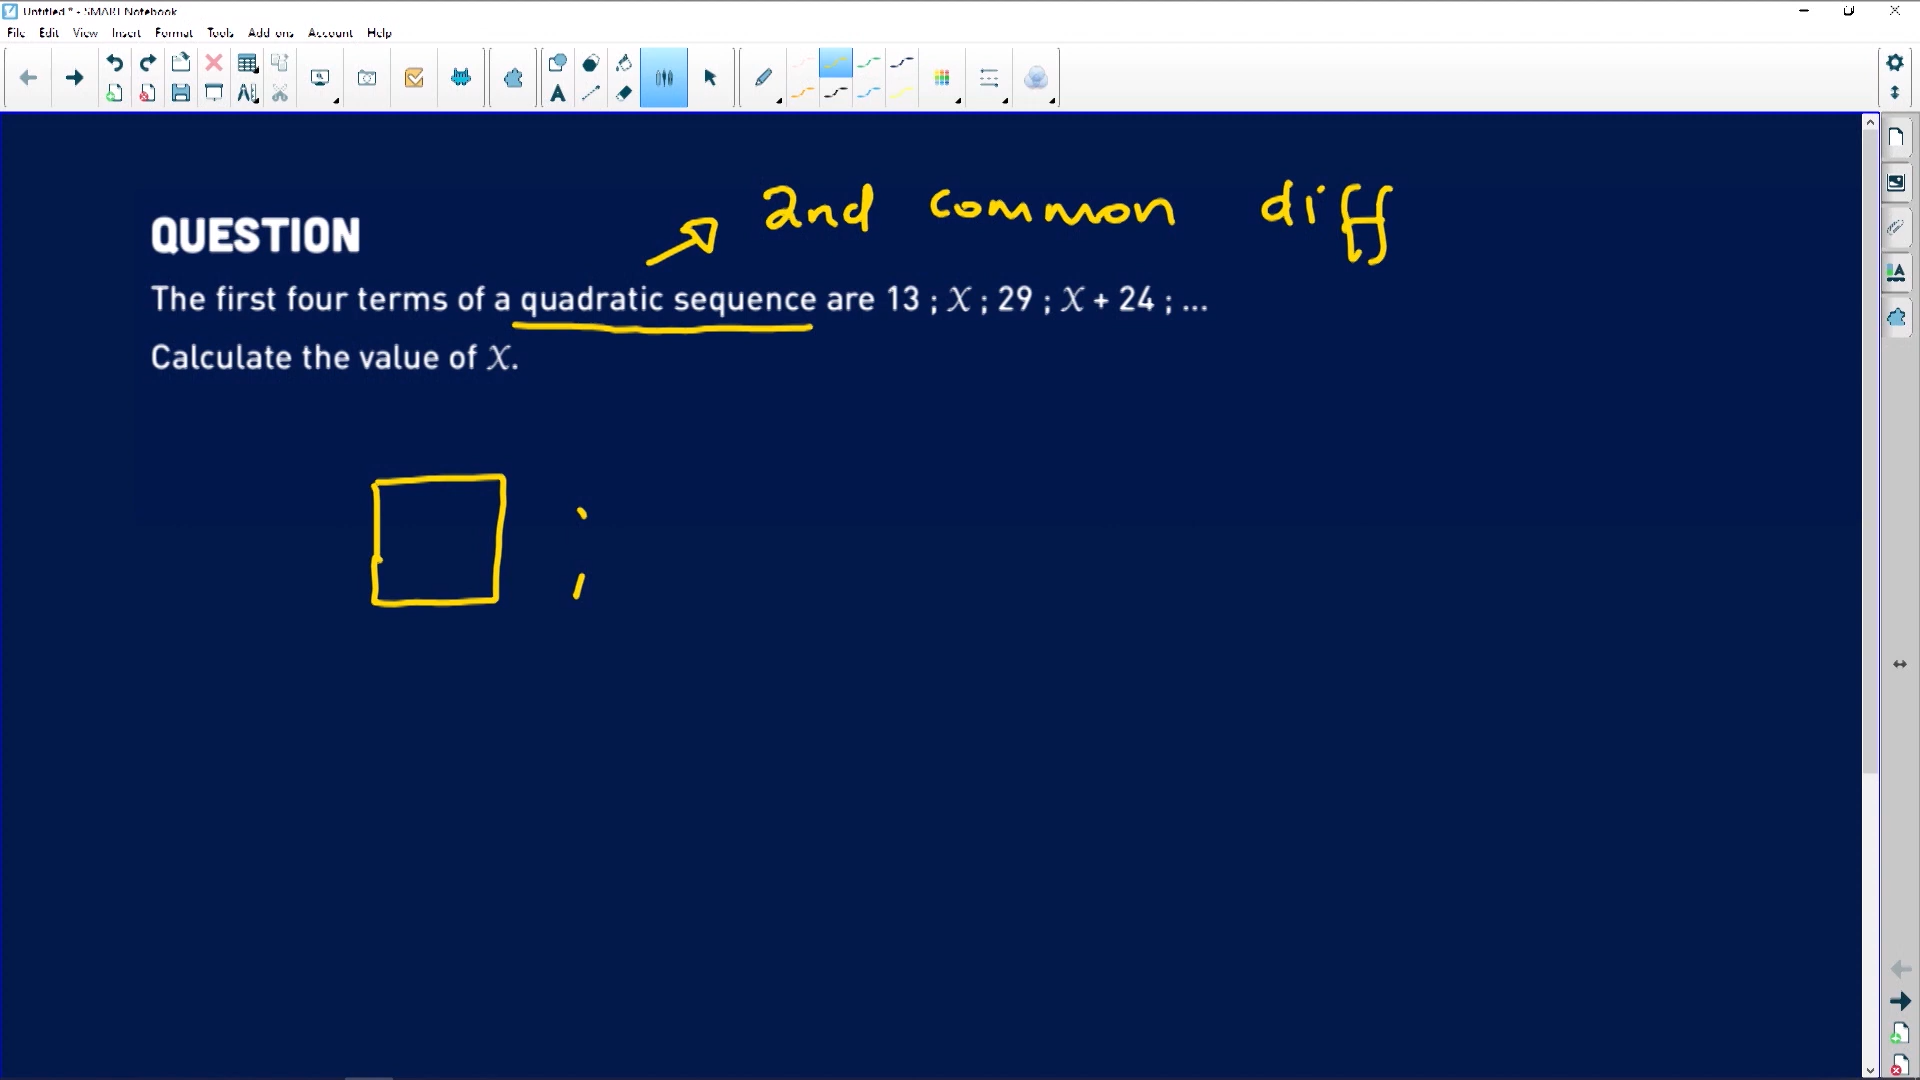 Untitled * - SMART Notebook
File Edit View Insert Format Tools Add-ons Account Help
2nd common diff
QUESTION
The first four terms of a quadratic sequence are 13 ; X ; 29 ; X + 24 ; ...
Calculate the value of X.
;